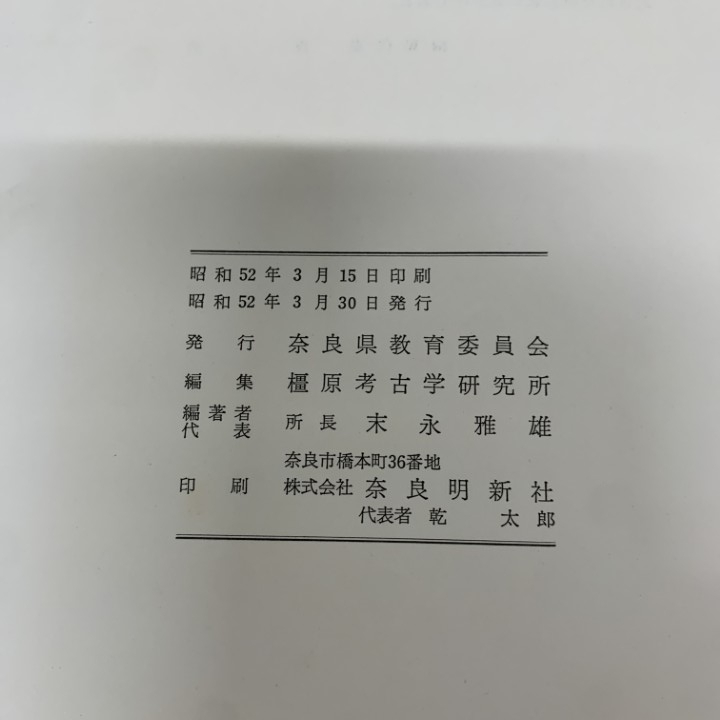 昭和52年3月15日印刷
昭和52年3月30日発行
発行 奈良県教育委員会
編集 橿原考古学研究所
編著者代表 所長 末永雅雄
奈良市橋本町36番地
印刷 株式会社 奈良明新社
代表者 乾太郎